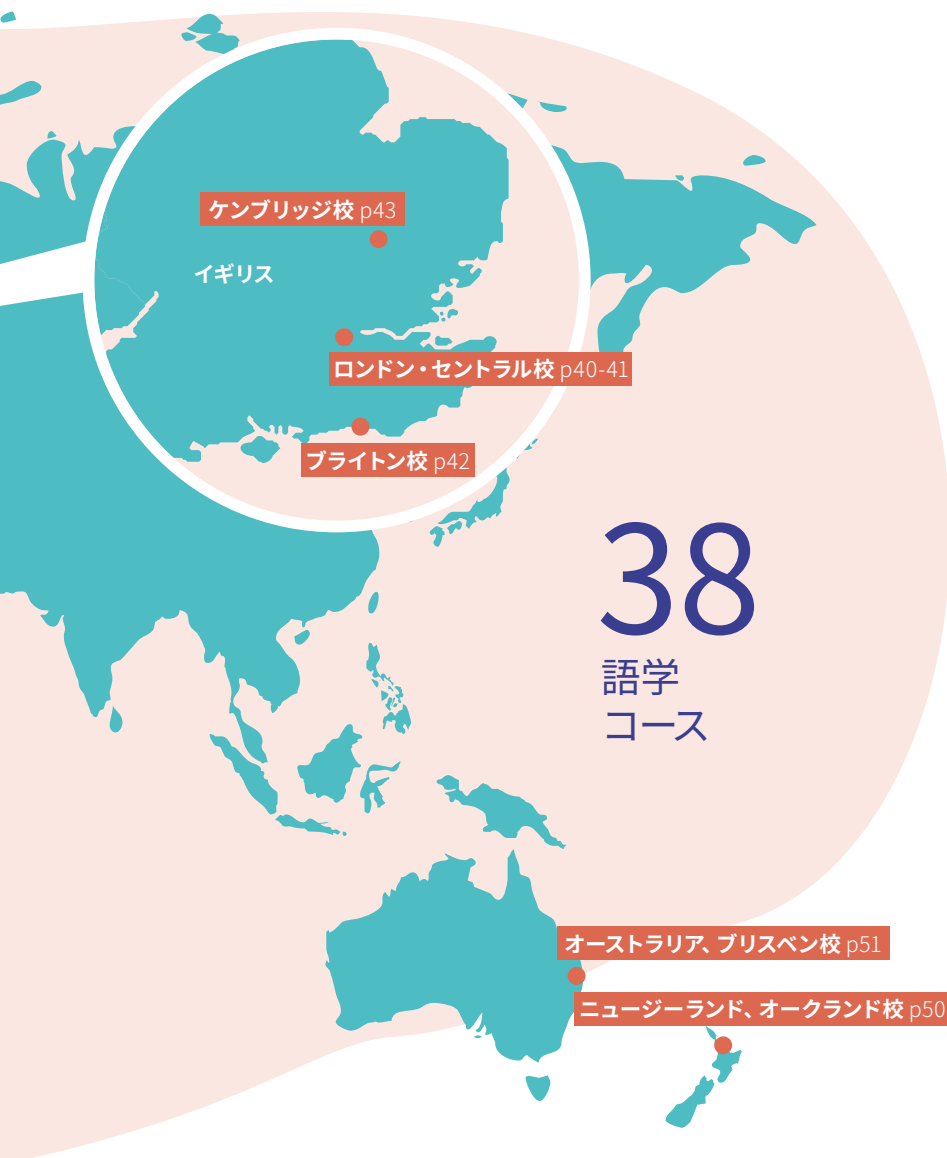 ケンブリッジ校 p43
イギリス
ロンドン・セントラル校 p40-41
ブライトン校 p42
38
語学
コース
オーストラリア、ブリスベン校 p51
ニュージーランド、オークランド校 p50